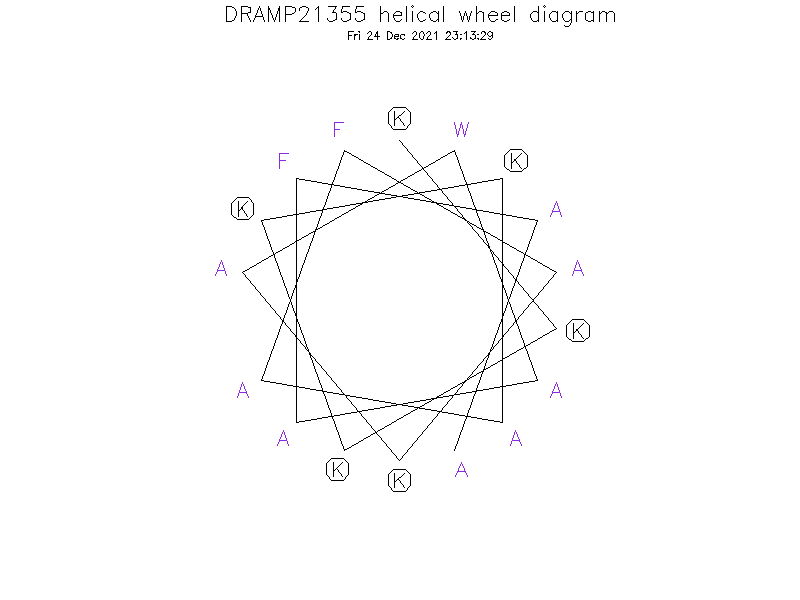 DRAMP21355 helical wheel diagram
Fri 24 Dec 2021 23:13:29
K
F W
F K
K A
A A
K
A A
A A
K K A